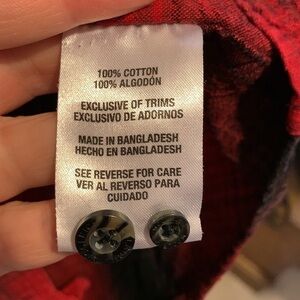 100% COTTON
100% ALGODÓN
EXCLUSIVE OF TRIMS
EXCLUSIVO DE ADORNOS
MADE IN BANGLADESH
HECHO EN BANGLADESH
SEE REVERSE FOR CARE
VER AL REVERSO PARA
CUIDADO